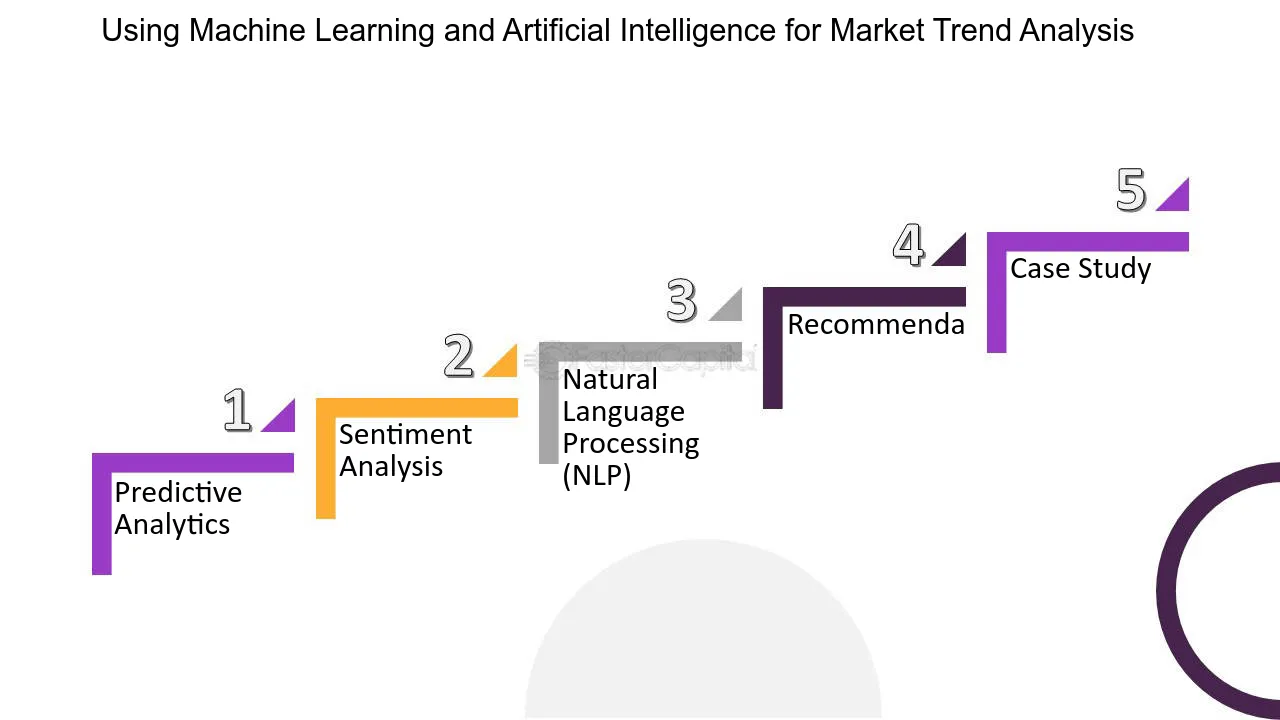 Using Machine Learning and Artificial Intelligence for Market Trend Analysis
1
Predictive
Analytics
2
Sentiment
Analysis
3
FasterCapital
Natural
Language
Processing
(NLP)
4
Recommenda
5
Case Study